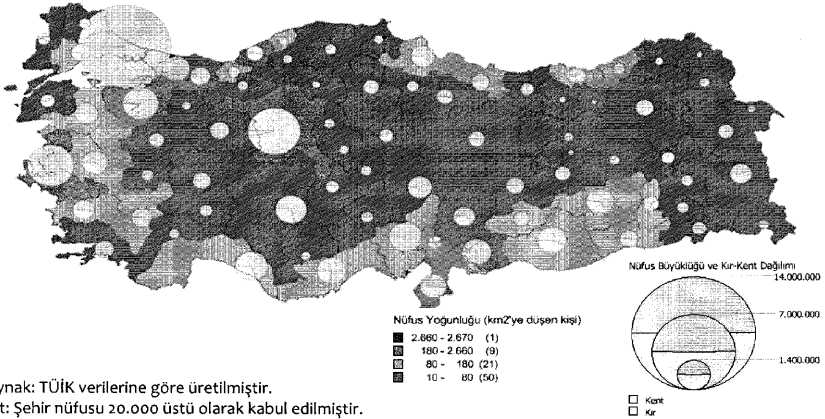 Nüfus Büyüklüğü ve Kır-Kent Dağılımı
14.000.000
7.000.000
1.400.000
Kent
Kır
Nüfus Yoğunluğu (km2'ye düşen kişi)
2.660 - 2.670 (1)
180 - 2.660 (9)
80 - 180 (21)
10 - 80 (50)
ynak: TÜİK verilerine göre üretilmiştir.
t: Şehir nüfusu 20.000 üstü olarak kabul edilmiştir.